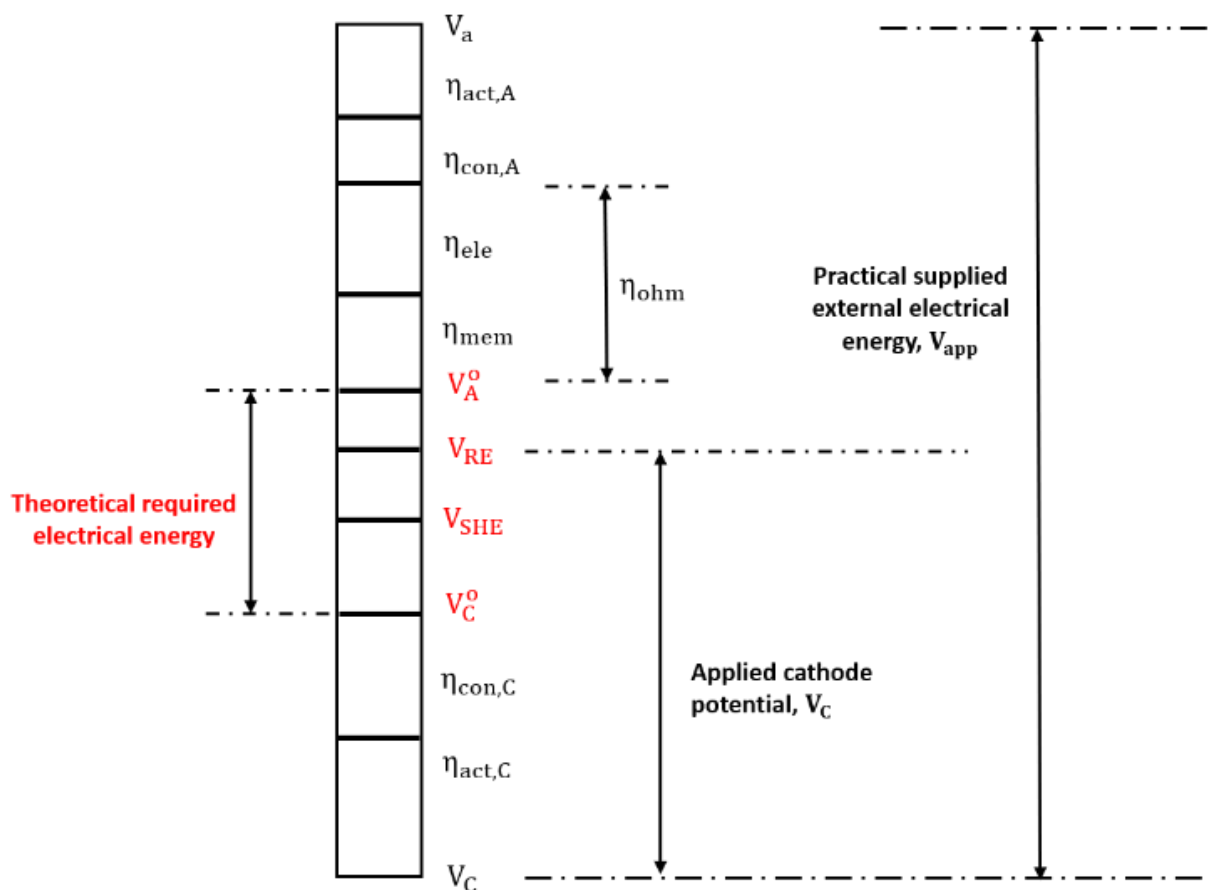 Va
ηact,A
ηcon,A
ηele
ηohm
Practical supplied
external electrical
energy, Vapp
ηmem
V°A
VRE
Theoretical required
electrical energy
VSHE
V°C
ηcon,C
Applied cathode
potential, VC
ηact,C
VC